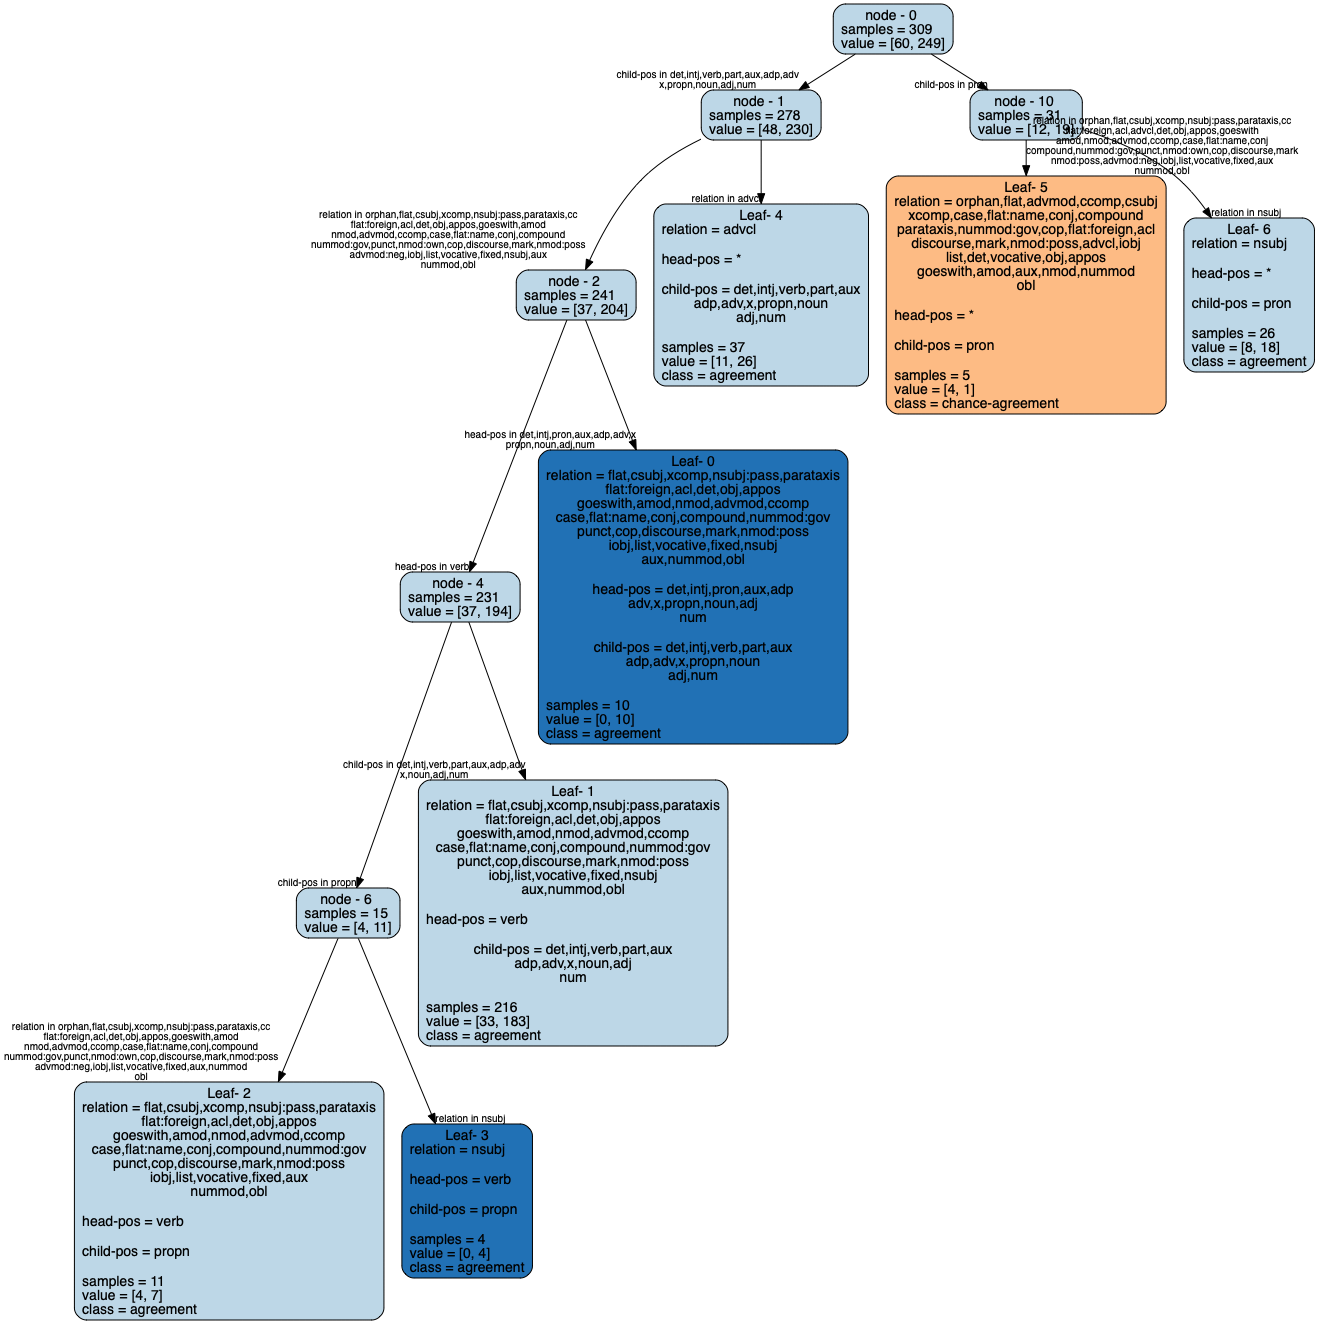 node - 0
samples = 309
value = [60, 249]
child-pos in det,intj,verb,part,aux,adp,adv
x,propn,noun,adj,num
child-pos in pron
node - 1
samples = 278
value = [48, 230]
node - 10
samples = 31
value = [12, 19]
relation in orphan,flat,csubj,xcomp,nsubj:pass,parataxis,cc
flat:foreign,acl,advcl,det,obj,appos,goeswith
amod,nmod,advmod,ccomp,case,flat:name,conj
compound,nummod:gov,punct,nmod:own,cop,discourse,mark
nmod:poss,advmod:neg,iobj,list,vocative,fixed,aux
nummod,obl
relation in advcl
relation in nsubj
Leaf- 5
relation = orphan,flat,advmod,ccomp,csubj
xcomp,case,flat:name,conj,compound
parataxis,nummod:gov,cop,flat:foreign,acl
discourse,mark,nmod:poss,advcl,iobj
list,det,vocative,obj,appos
goeswith,amod,aux,nmod,nummod
obl
head-pos = *
child-pos = pron
samples = 5
value = [4, 1]
class = chance-agreement
Leaf- 4
relation = advcl
head-pos = *
child-pos = det,intj,verb,part,aux
adp,adv,x,propn,noun
adj,num
samples = 37
value = [11, 26]
class = agreement
Leaf- 6
relation = nsubj
head-pos = *
child-pos = pron
samples = 26
value = [8, 18]
class = agreement
relation in orphan,flat,csubj,xcomp,nsubj:pass,parataxis,cc
flat:foreign,acl,det,obj,appos,goeswith,amod
nmod,advmod,ccomp,case,flat:name,conj,compound
nummod:gov,punct,nmod:own,cop,discourse,mark,nmod:poss
advmod:neg,iobj,list,vocative,fixed,nsubj,aux
nummod,obl
node - 2
samples = 241
value = [37, 204]
head-pos in det,intj,pron,aux,adp,adv,x
propn,noun,adj,num
Leaf- 0
relation = flat,csubj,xcomp,nsubj:pass,parataxis
flat:foreign,acl,det,obj,appos
goeswith,amod,nmod,advmod,ccomp
case,flat:name,conj,compound,nummod:gov
punct,cop,discourse,mark,nmod:poss
iobj,list,vocative,fixed,nsubj
aux,nummod,obl
head-pos = det,intj,pron,aux,adp
adv,x,propn,noun,adj
num
child-pos = det,intj,verb,part,aux
adp,adv,x,propn,noun
adj,num
samples = 10
value = [0, 10]
class = agreement
head-pos in verb
node - 4
samples = 231
value = [37, 194]
child-pos in det,intj,verb,part,aux,adp,adv
x,noun,adj,num
Leaf- 1
relation = flat,csubj,xcomp,nsubj:pass,parataxis
flat:foreign,acl,det,obj,appos
goeswith,amod,nmod,advmod,ccomp
case,flat:name,conj,compound,nummod:gov
punct,cop,discourse,mark,nmod:poss
iobj,list,vocative,fixed,nsubj
aux,nummod,obl
head-pos = verb
child-pos = det,intj,verb,part,aux
adp,adv,x,noun,adj
num
samples = 216
value = [33, 183]
class = agreement
child-pos in propn
node - 6
samples = 15
value = [4, 11]
relation in orphan,flat,csubj,xcomp,nsubj:pass,parataxis,cc
flat:foreign,acl,det,obj,appos,goeswith,amod
nmod,advmod,ccomp,case,flat:name,conj,compound
nummod:gov,punct,nmod:own,cop,discourse,mark,nmod:poss
advmod:neg,iobj,list,vocative,fixed,aux,nummod
obl
Leaf- 2
relation = flat,csubj,xcomp,nsubj:pass,parataxis
flat:foreign,acl,det,obj,appos
goeswith,amod,nmod,advmod,ccomp
case,flat:name,conj,compound,nummod:gov
punct,cop,discourse,mark,nmod:poss
iobj,list,vocative,fixed,aux
nummod,obl
head-pos = verb
child-pos = propn
samples = 11
value = [4, 7]
class = agreement
relation in nsubj
Leaf- 3
relation = nsubj
head-pos = verb
child-pos = propn
samples = 4
value = [0, 4]
class = agreement